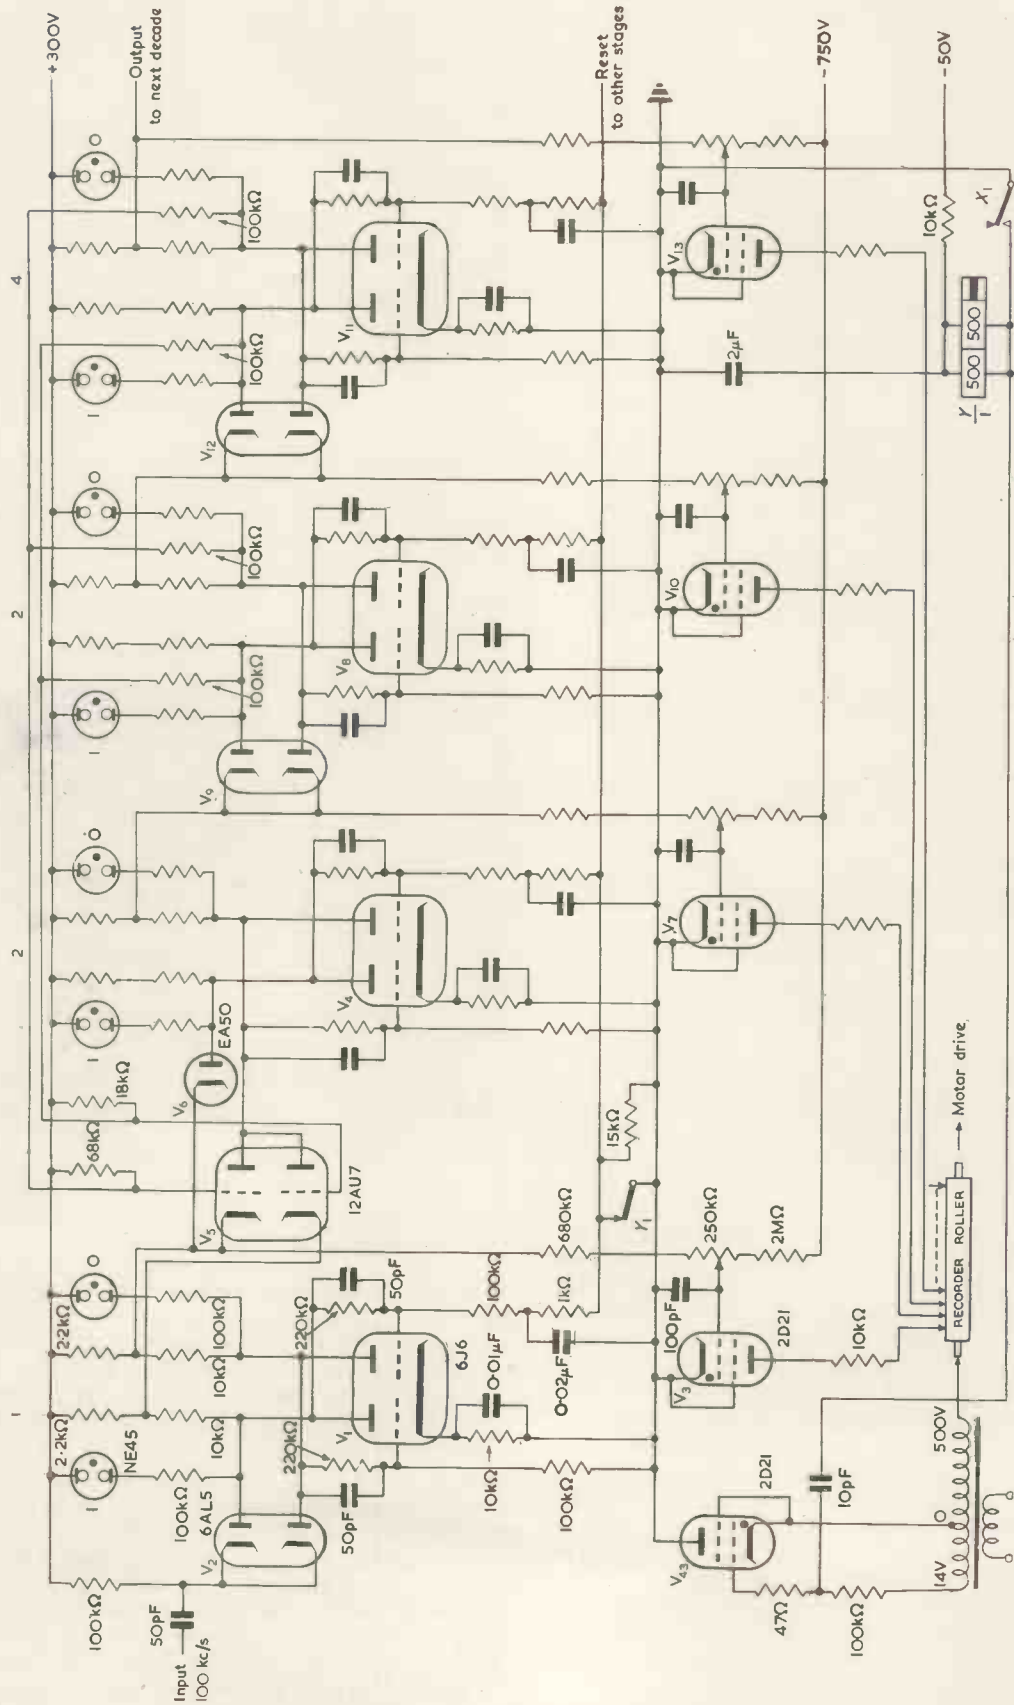 1
2
2
4
+300V
Output
to next decade
Reset
to other stages
-750V
-50V
Input
100 kc/s
50pF
100kΩ
V2
6AL5
100kΩ
1
NE45
2·2kΩ
2·2kΩ
10kΩ
10kΩ
100kΩ
0
220kΩ
50pF
220kΩ
50pF
V1
6J6
10kΩ
0·01μF
100kΩ
100kΩ
0·02μF
1kΩ
V5
12AU7
68kΩ
18kΩ
V6
EA50
1
0
V4
680kΩ
250kΩ
2MΩ
Y1
15kΩ
V9
1
100kΩ
100kΩ
0
V8
V12
1
100kΩ
100kΩ
0
V11
V43
2D21
47Ω
100kΩ
10pF
14V
0
500V
V3
2D21
100pF
10kΩ
RECORDER ROLLER
Motor drive
V7
V10
V13
2μF
10kΩ
Y
1
500
500
X1